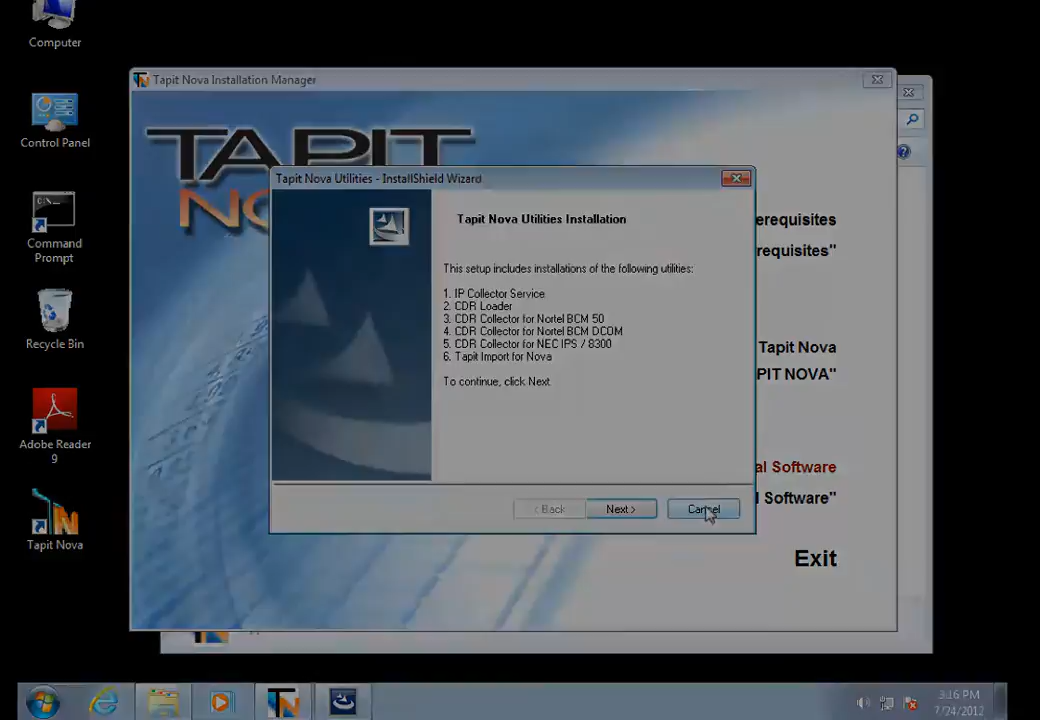 Computer
Control Panel
Command
Prompt
Recycle Bin
Adobe Reader
9
Tapit Nova
Tapit Nova Installation Manager
TAPIT
Tapit Nova Utilities - InstallShield Wizard
Tapit Nova Utilities Installation
This setup includes installations of the following utilities:
1. IP Collector Service
2. CDR Loader
3. CDR Collector for Nortel BCM 50
4. CDR Collector for Nortel BCM DCOM
5. CDR Collector for NEC IPS / 8300
6. Tapit Import for Nova
To continue, click Next
< Back
Next >
Cancel
erequisites
requisites"
Tapit Nova
PIT NOVA"
al Software
l Software"
Exit
3:16 PM
7/24/2012